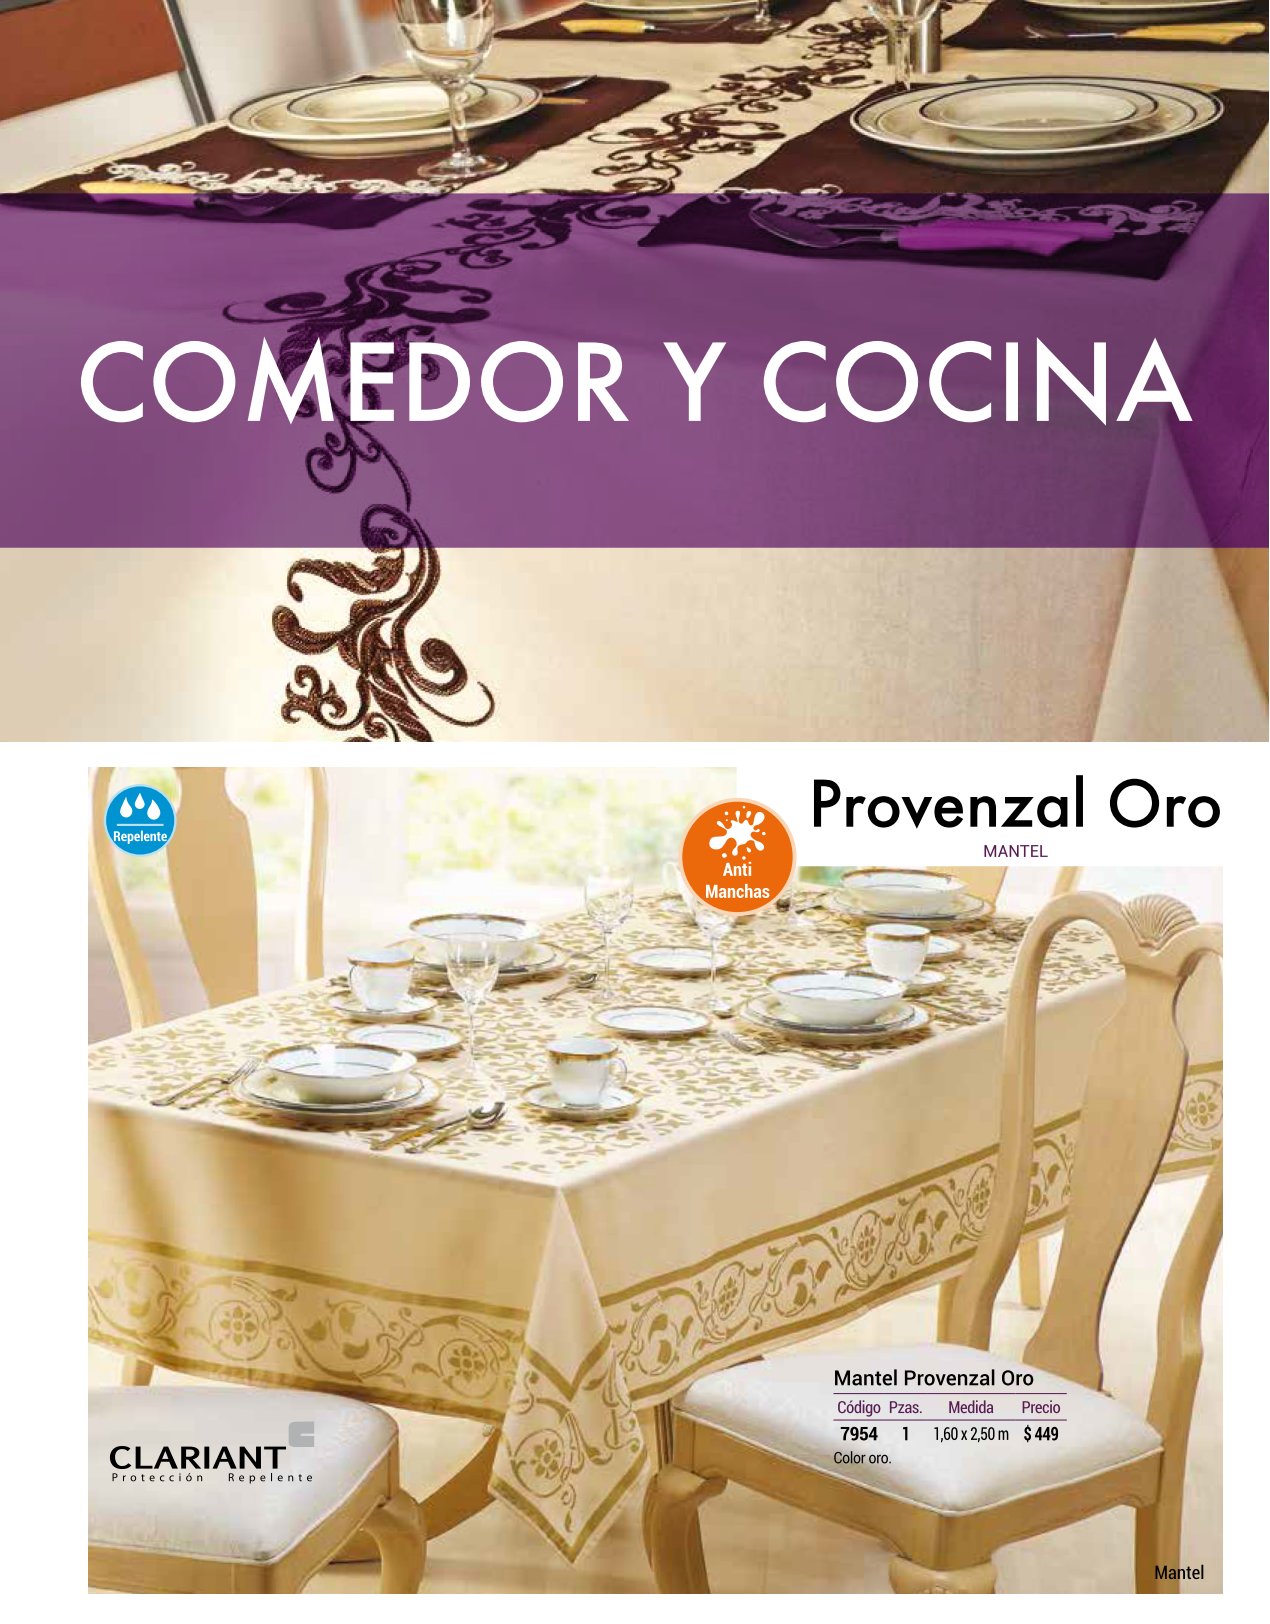 COMEDOR Y COCINA
Repelente
Anti
Manchas
Provenzal Oro
MANTEL
Mantel Provenzal Oro
Código Pzas. Medida Precio
7954 1 1,60 x 2,50 m $ 449
Color oro.
CLARIANT
Protección Repelente
Mantel